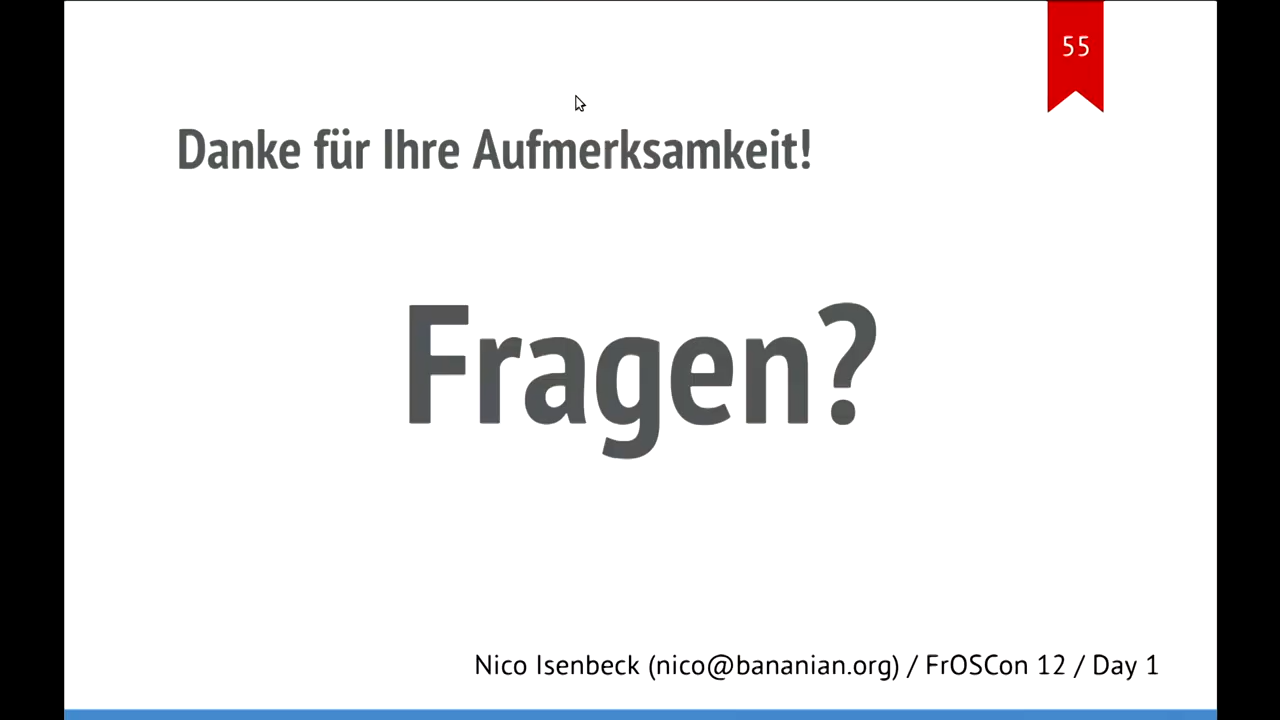 55
Danke für Ihre Aufmerksamkeit!
Fragen?
Nico Isenbeck (nico@bananian.org) / FrOSCon 12 / Day 1